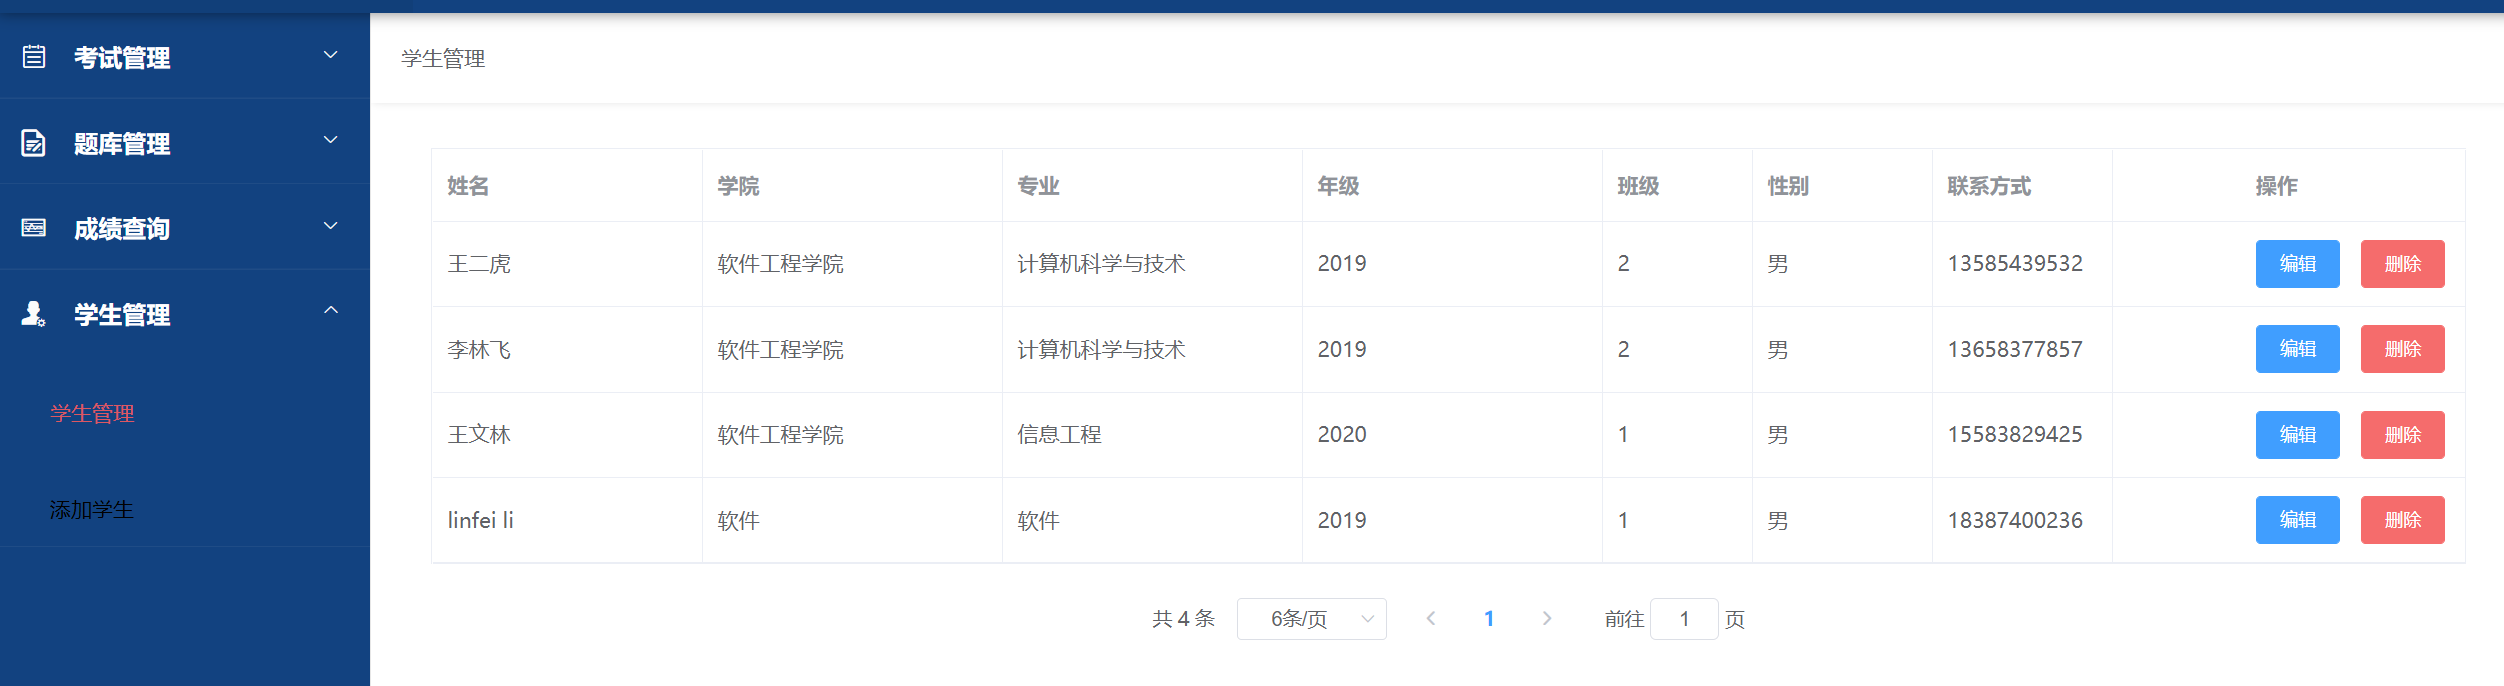 考试管理
题库管理
成绩查询
学生管理
学生管理
添加学生
学生管理
姓名 学院 专业 年级 班级 性别 联系方式 操作
王二虎 软件工程学院 计算机科学与技术 2019 2 男 13585439532 编辑 删除
李林飞 软件工程学院 计算机科学与技术 2019 2 男 13658377857 编辑 删除
王文林 软件工程学院 信息工程 2020 1 男 15583829425 编辑 删除
linfei li 软件 软件 2019 1 男 18387400236 编辑 删除
共 4 条 6条/页 1 前往 1 页